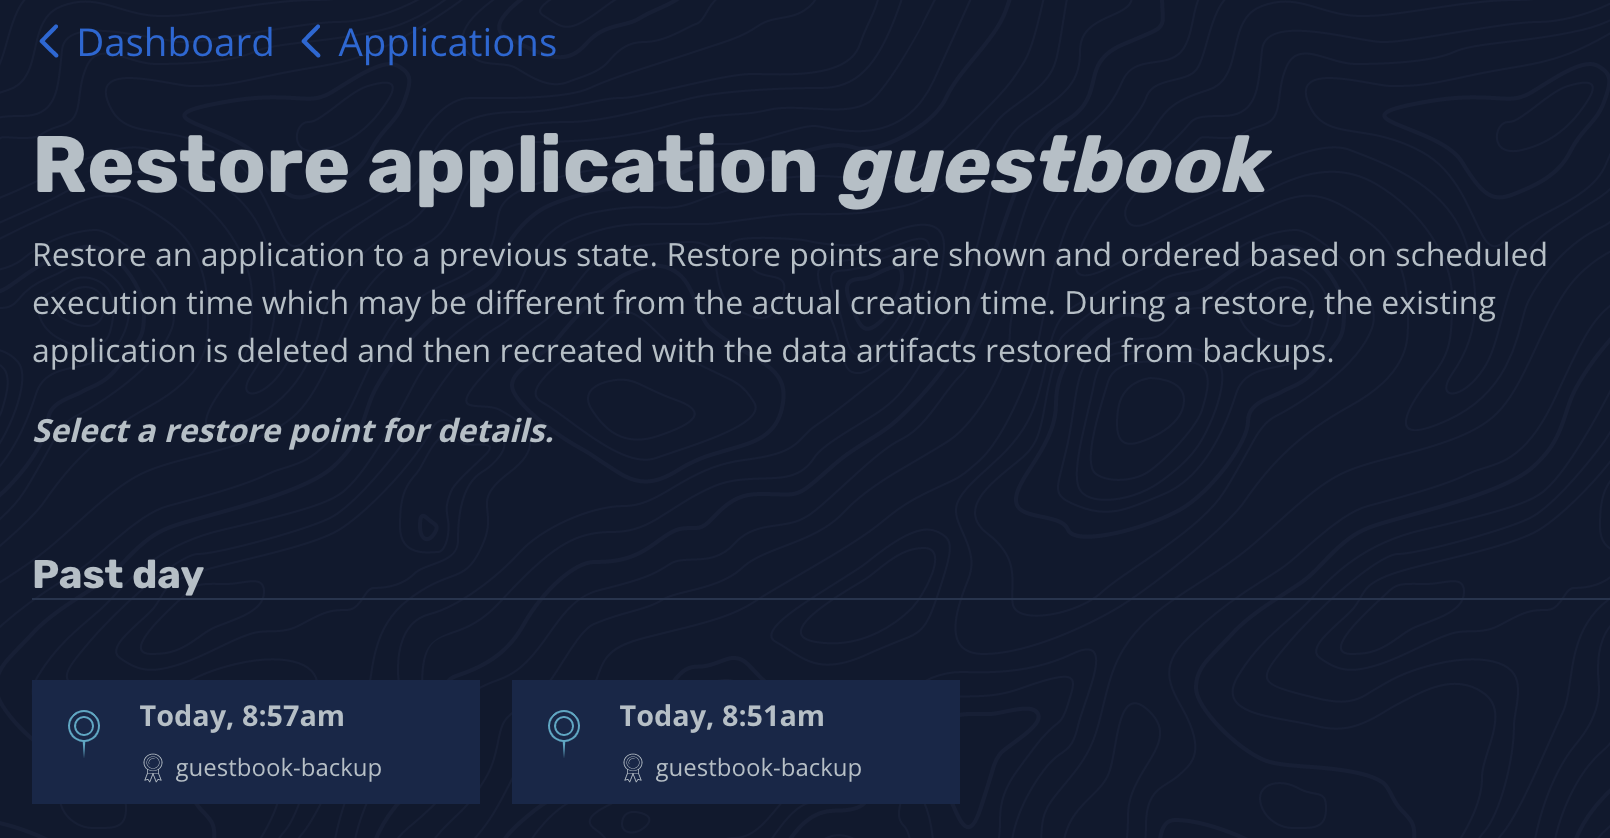 Dashboard Applications
Restore application guestbook
Restore an application to a previous state. Restore points are shown and ordered based on scheduled
execution time which may be different from the actual creation time. During a restore, the existing
application is deleted and then recreated with the data artifacts restored from backups.
Select a restore point for details.
Past day
Today, 8:57am
guestbook-backup
Today, 8:51am
guestbook-backup